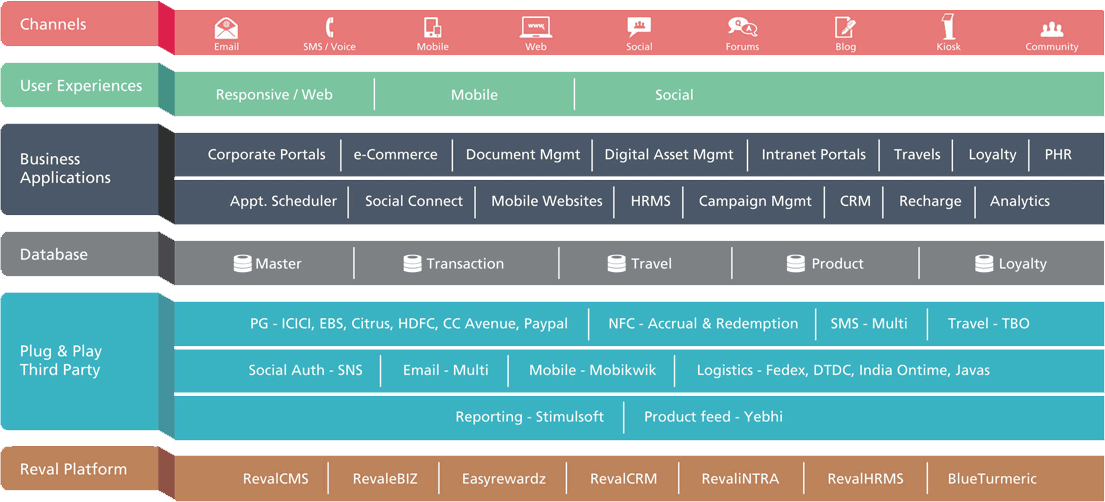 Channels
Email SMS / Voice Mobile Web www. Social Forums Q A Blog Kiosk Community
User Experiences
Responsive / Web Mobile Social
Business
Applications
Corporate Portals e-Commerce Document Mgmt Digital Asset Mgmt Intranet Portals Travels Loyalty PHR
Appt. Scheduler Social Connect Mobile Websites HRMS Campaign Mgmt CRM Recharge Analytics
Database
Master Transaction Travel Product Loyalty
Plug & Play
Third Party
PG - ICICI, EBS, Citrus, HDFC, CC Avenue, Paypal NFC - Accrual & Redemption SMS - Multi Travel - TBO
Social Auth - SNS Email - Multi Mobile - Mobikwik Logistics - Fedex, DTDC, India Ontime, Javas
Reporting - Stimulsoft Product feed - Yebhi
Reval Platform
RevalCMS RevaleBIZ Easyrewardz RevalCRM RevaliNTRA RevalHRMS BlueTurmeric